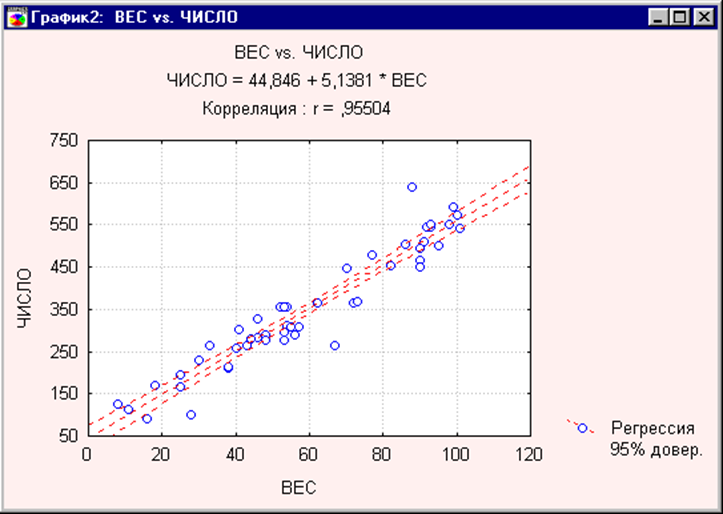 График2: ВЕС vs. ЧИСЛО
ВЕС vs. ЧИСЛО
ЧИСЛО = 44,846 + 5,1381 * ВЕС
Корреляция : r = ,95504
750
650
550
450
350
250
150
50
ЧИСЛО
0 20 40 60 80 100 120
ВЕС
Регрессия
95% довер.